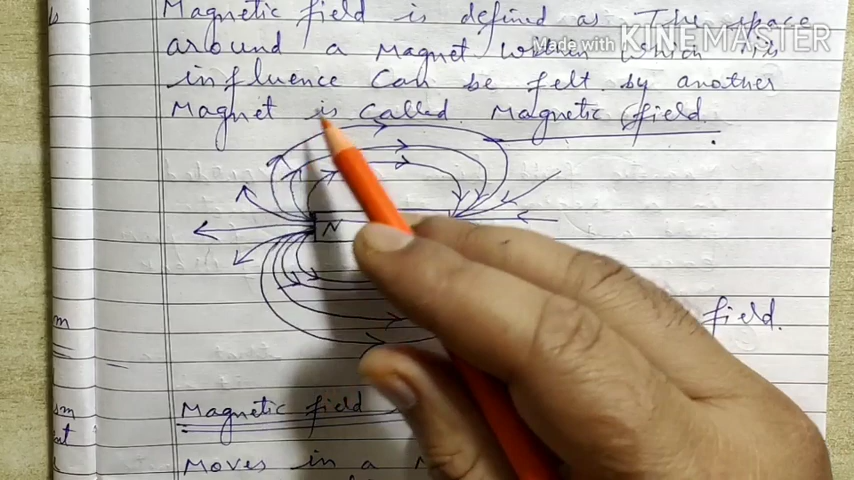 Magnetic field is defined as The space
around a Magnet
Made with KINEMASTER
influence Can be felt by another
Magnet is called Magnetic field.
N
field.
m
Magnetic field
sm
Moves in a